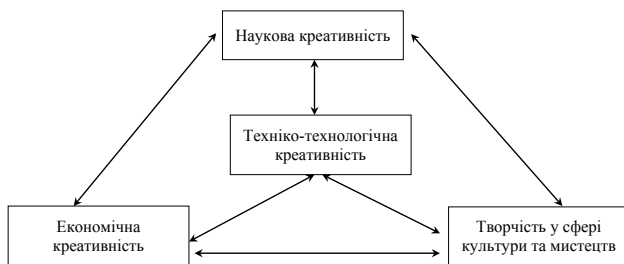 Наукова креативність
Техніко-технологічна
креативність
Економічна
креативність
Творчість у сфері
культури та мистецтв